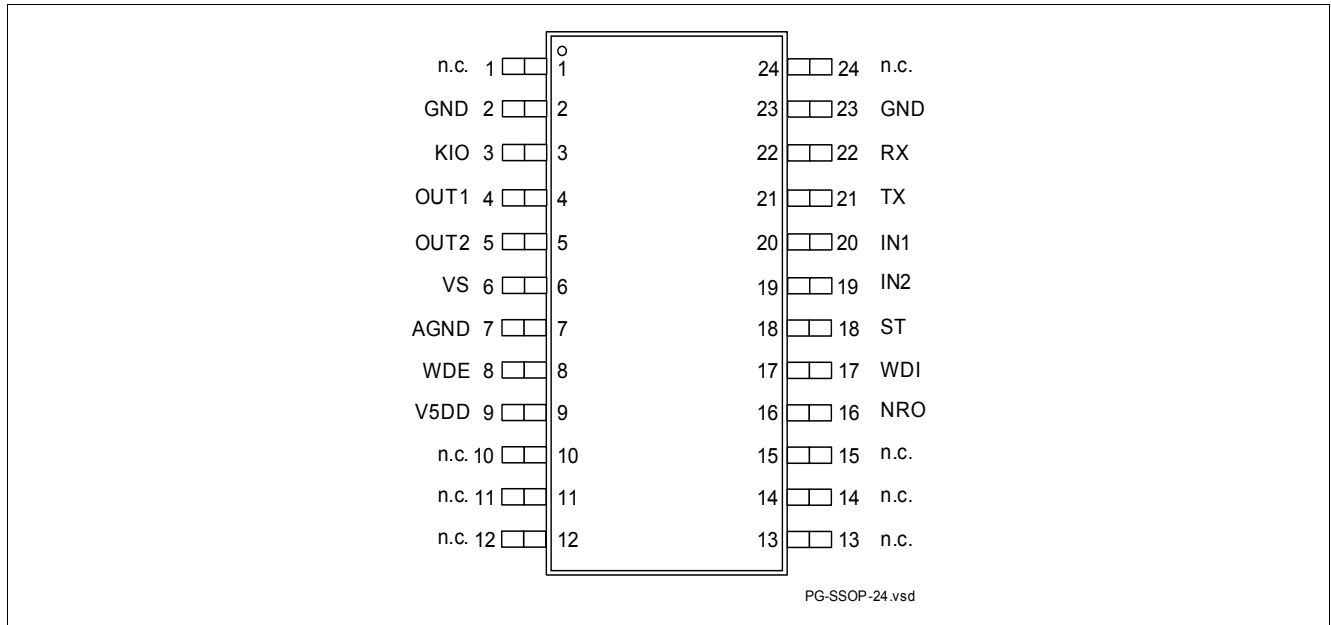 n.c. 1 1 24 24 n.c.
GND 2 2 23 23 GND
KIO 3 3 22 22 RX
OUT1 4 4 21 21 TX
OUT2 5 5 20 20 IN1
VS 6 6 19 19 IN2
AGND 7 7 18 18 ST
WDE 8 8 17 17 WDI
V5DD 9 9 16 16 NRO
n.c. 10 10 15 15 n.c.
n.c. 11 11 14 14 n.c.
n.c. 12 12 13 13 n.c.
PG-SSOP-24.vsd